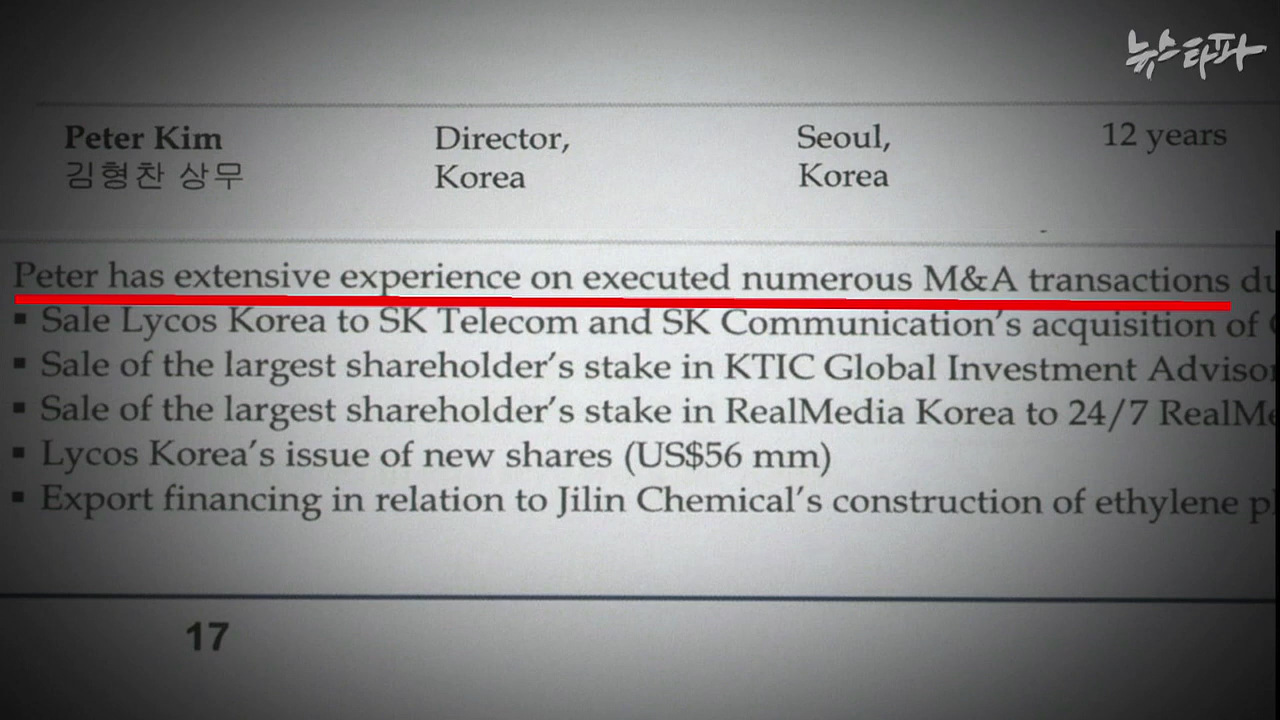 뉴스타파
Peter Kim Director, Seoul, 12 years
김형찬 상무 Korea Korea
Peter has extensive experience on executed numerous M&A transactions
▪ Sale Lycos Korea to SK Telecom and SK Communication's acquisition of
▪ Sale of the largest shareholder's stake in KTIC Global Investment
▪ Sale of the largest shareholder's stake in RealMedia Korea to 24/7
▪ Lycos Korea's issue of new shares (US$56 mm)
▪ Export financing in relation to Jilin Chemical's construction of ethylene
17